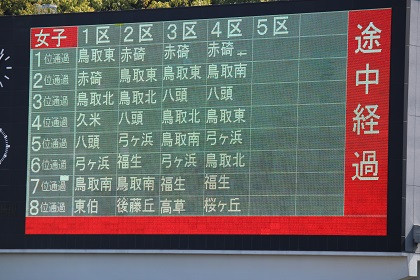 女子 1区 2区 3区 4区 5区
1位通過 鳥取東 赤碕 赤碕 赤碕
2位通過 赤碕 鳥取東 鳥取東 鳥取南
3位通過 鳥取北 鳥取北 八頭 八頭
4位通過 久米 八頭 鳥取北 鳥取東
5位通過 八頭 弓ヶ浜 鳥取南 弓ヶ浜
6位通過 弓ヶ浜 福生 弓ヶ浜 鳥取北
7位通過 鳥取南 鳥取南 福生 福生
8位通過 東伯 後藤丘 高草 桜ヶ丘
途中経過